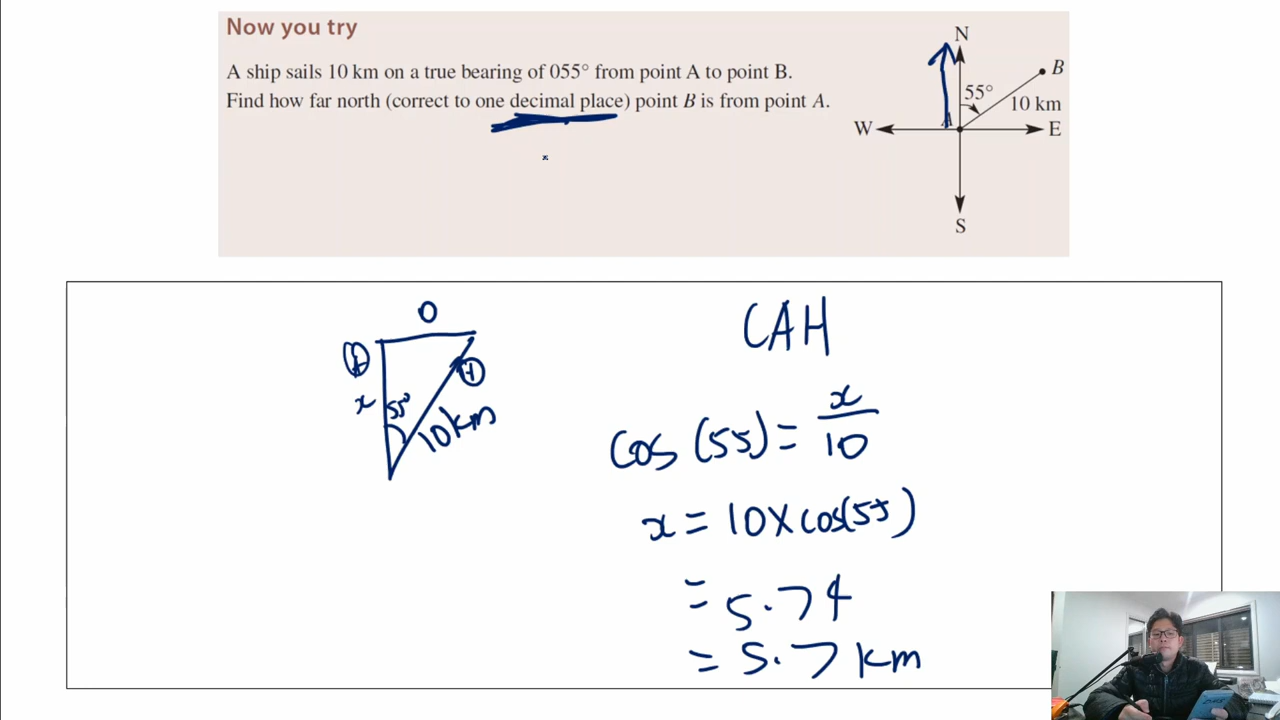 Now you try
A ship sails 10 km on a true bearing of 055° from point A to point B.
Find how far north (correct to one decimal place) point B is from point A.
N
B
55°
10 km
A
W
E
S
O
A
H
x
55°
10km
CAH
cos (55) = x/10
x = 10×cos(55)
= 5.74
= 5.7 km